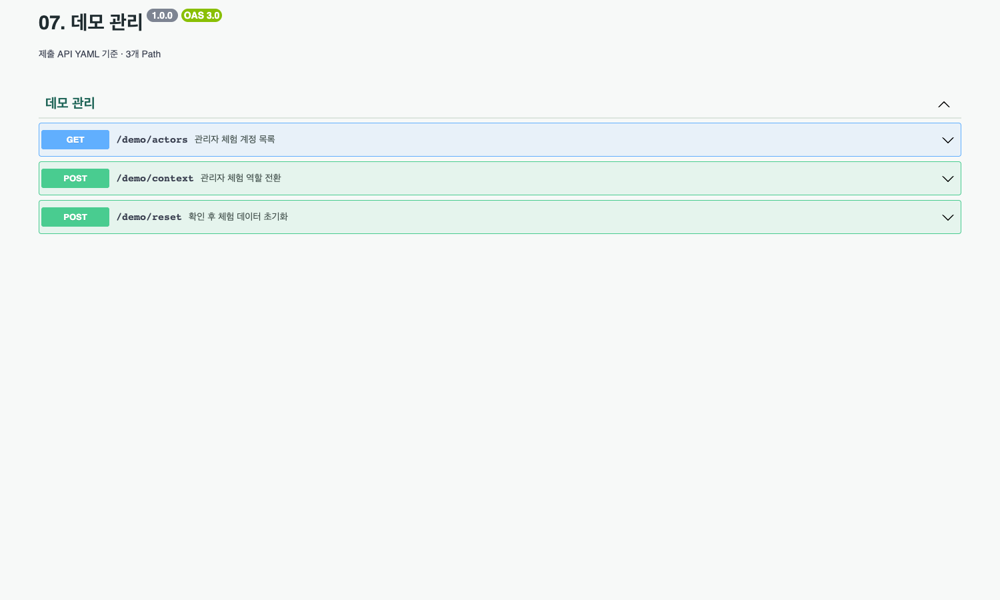 07. 데모 관리 1.0.0 OAS 3.0
제출 API YAML 기준 · 3개 Path
데모 관리
GET /demo/actors 관리자 체험 계정 목록
POST /demo/context 관리자 체험 역할 전환
POST /demo/reset 확인 후 체험 데이터 초기화